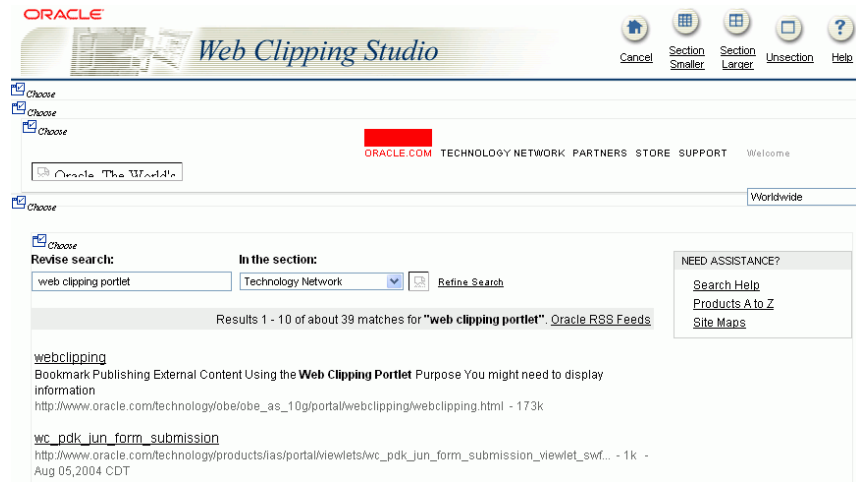 ORACLE
Web Clipping Studio
Cancel
Section Smaller
Section Larger
Unsection
? Help
Choose
Choose
Choose
ORACLE.COM TECHNOLOGY NETWORK PARTNERS STORE SUPPORT Welcome
Oracle, The World's
Worldwide
Choose
Choose
Revise search: In the section:
web clipping portlet Technology Network Refine Search
NEED ASSISTANCE?
Search Help
Products A to Z
Site Maps
Results 1 - 10 of about 39 matches for "web clipping portlet". Oracle RSS Feeds
webclipping
Bookmark Publishing External Content Using the Web Clipping Portlet Purpose You might need to display
information
http://www.oracle.com/technology/obe/obe_as_10g/portal/webclipping/webclipping.html - 173k
wc_pdk_jun_form_submission
http://www.oracle.com/technology/products/ias/portal/viewlets/wc_pdk_jun_form_submission_viewlet_swf... - 1k -
Aug 05,2004 CDT